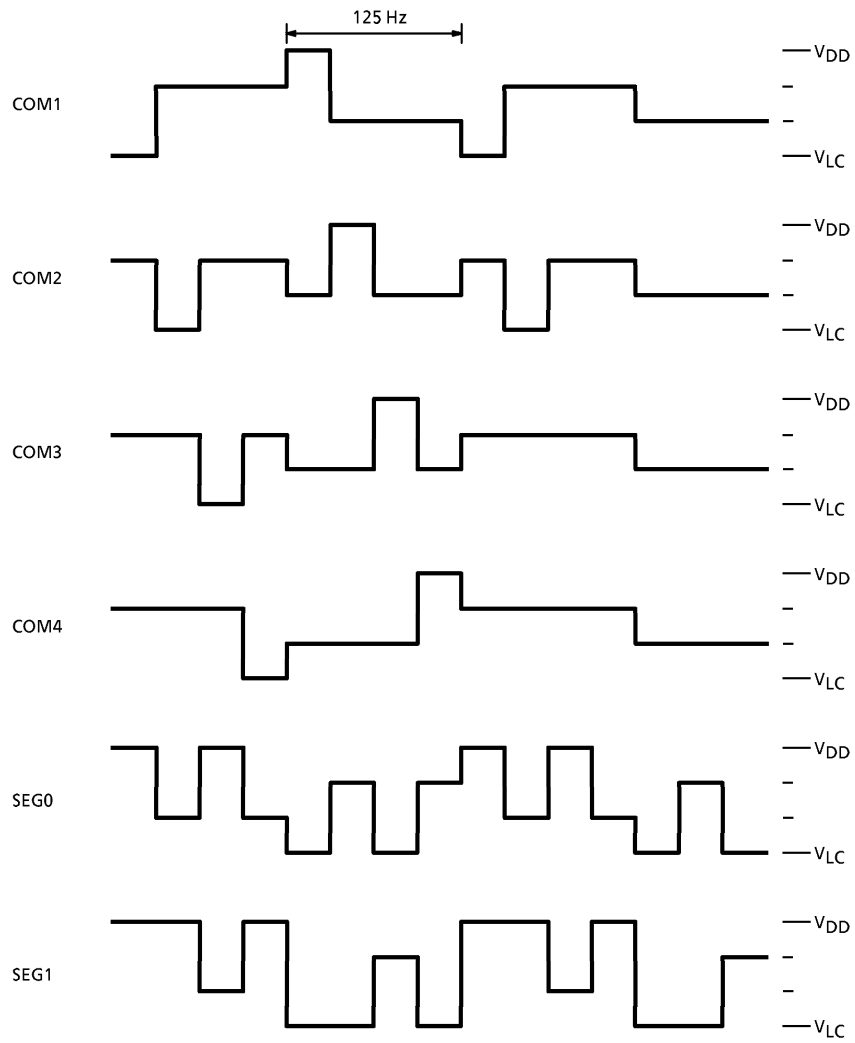 125 Hz
VDD
COM1
VLC
VDD
COM2
VLC
VDD
COM3
VLC
VDD
COM4
VLC
VDD
SEG0
VLC
VDD
SEG1
VLC